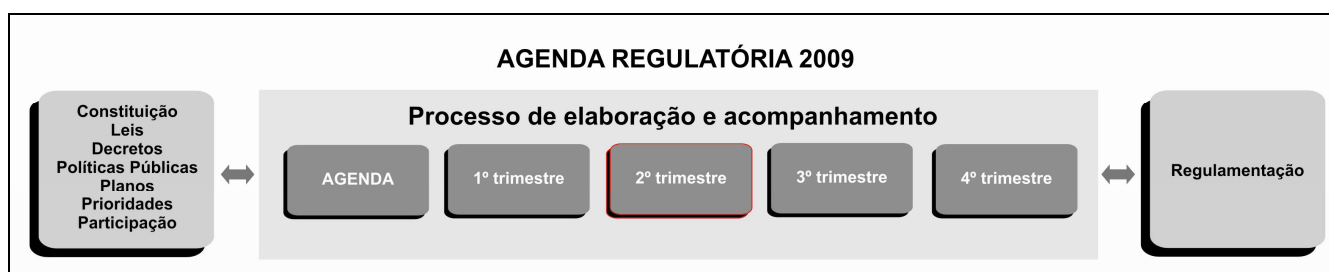 AGENDA REGULATÓRIA 2009
Constituição
Leis
Decretos
Políticas Públicas
Planos
Prioridades
Participação
Processo de elaboração e acompanhamento
AGENDA
1º trimestre
2º trimestre
3º trimestre
4º trimestre
Regulamentação